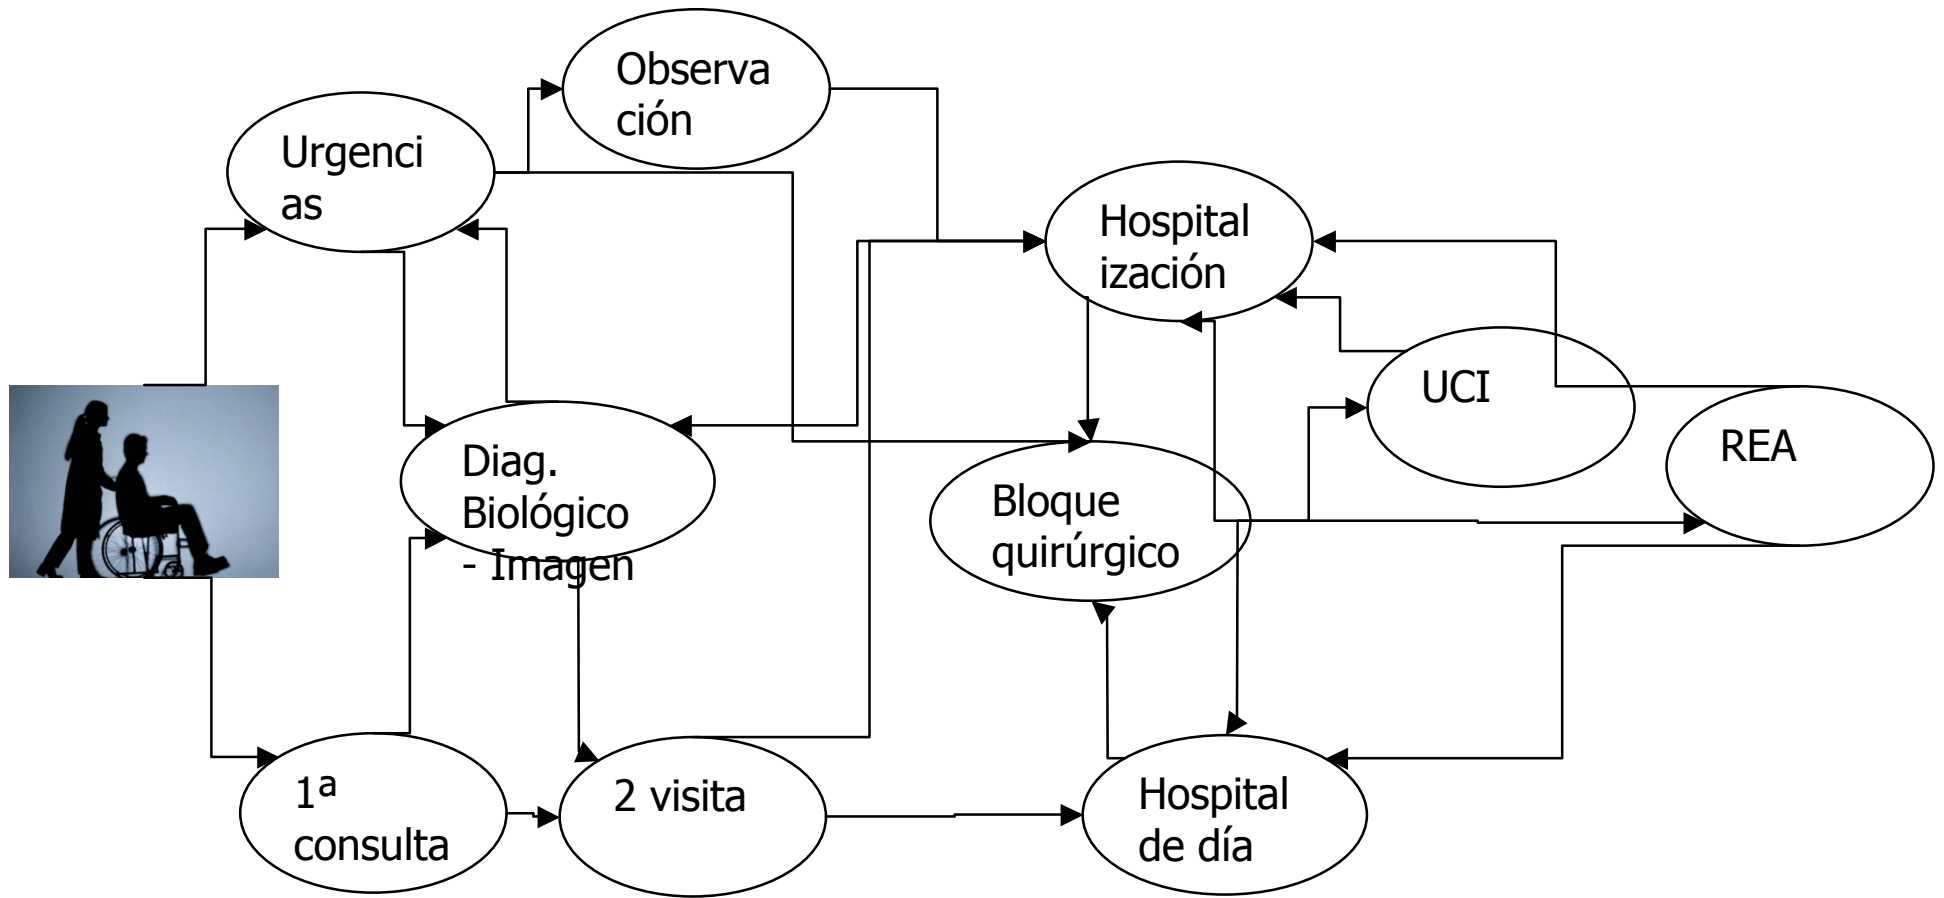 Observa
ción
Urgenci
as
Hospital
ización
UCI
REA
Diag.
Biológico
- Imagen
Bloque
quirúrgico
1ª
consulta
2 visita
Hospital
de día